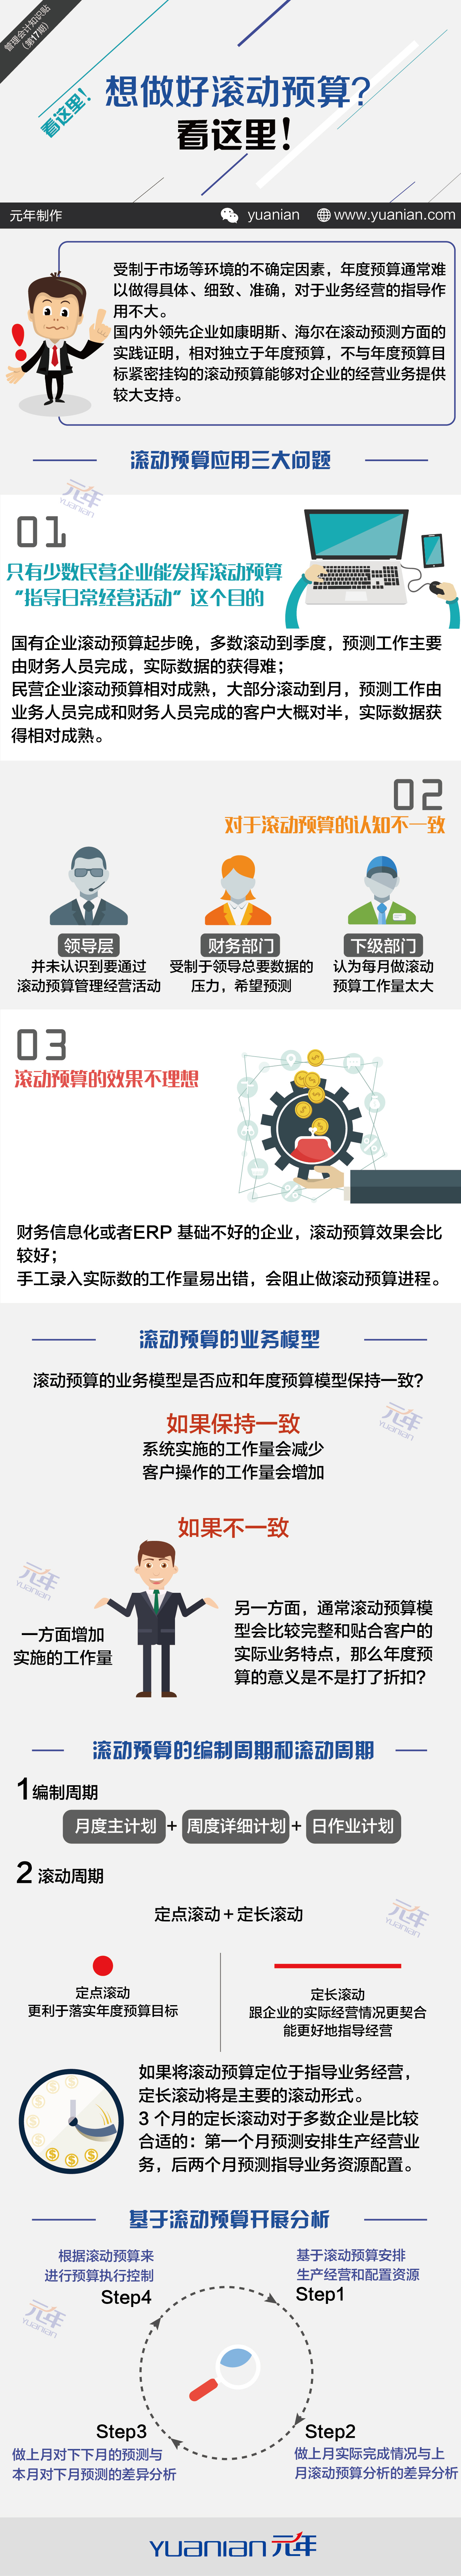 管理会计知识贴
（第17期）
看这里！
想做好滚动预算?
看这里！
元年制作
yuanian
www.yuanian.com
受制于市场等环境的不确定因素，年度预算通常难
以做得具体、细致、准确，对于业务经营的指导作
用不大。
国内外领先企业如康明斯、海尔在滚动预测方面的
实践证明，相对独立于年度预算，不与年度预算目
标紧密挂钩的滚动预算能够对企业的经营业务提供
较大支持。
滚动预算应用三大问题
元年
yuanian
01
只有少数民营企业能发挥滚动预算
“指导日常经营活动”这个目的
国有企业滚动预算起步晚，多数滚动到季度，预测工作主要
由财务人员完成，实际数据的获得难；
民营企业滚动预算相对成熟，大部分滚动到月，预测工作由
业务人员完成和财务人员完成的客户大概对半，实际数据获
得相对成熟。
02
对于滚动预算的认知不一致
领导层
并未认识到要通过
滚动预算管理经营活动
财务部门
受制于领导总要数据的
压力，希望预测
下级部门
认为每月做滚动
预算工作量太大
03
滚动预算的效果不理想
财务信息化或者ERP 基础不好的企业，滚动预算效果会比
较好；
手工录入实际数的工作量易出错，会阻止做滚动预算进程。
滚动预算的业务模型
滚动预算的业务模型是否应和年度预算模型保持一致?
元年
yuanian
如果保持一致
系统实施的工作量会减少
客户操作的工作量会增加
如果不一致
元年
yuanian
一方面增加
实施的工作量
另一方面，通常滚动预算模
型会比较完整和贴合客户的
实际业务特点，那么年度预
算的意义是不是打了折扣?
滚动预算的编制周期和滚动周期
1编制周期
月度主计划 + 周度详细计划 + 日作业计划
2 滚动周期
元年
yuanian
定点滚动＋定长滚动
定点滚动
更利于落实年度预算目标
定长滚动
跟企业的实际经营情况更契合
能更好地指导经营
如果将滚动预算定位于指导业务经营，
定长滚动将是主要的滚动形式。
3 个月的定长滚动对于多数企业是比较
合适的：第一个月预测安排生产经营业
务，后两个月预测指导业务资源配置。
基于滚动预算开展分析
根据滚动预算来
进行预算执行控制
Step4
基于滚动预算安排
生产经营和配置资源
Step1
元年
yuanian
Step3
做上月对下下月的预测与
本月对下月预测的差异分析
Step2
做上月实际完成情况与上
月滚动预算分析的差异分析
yuanian 元年